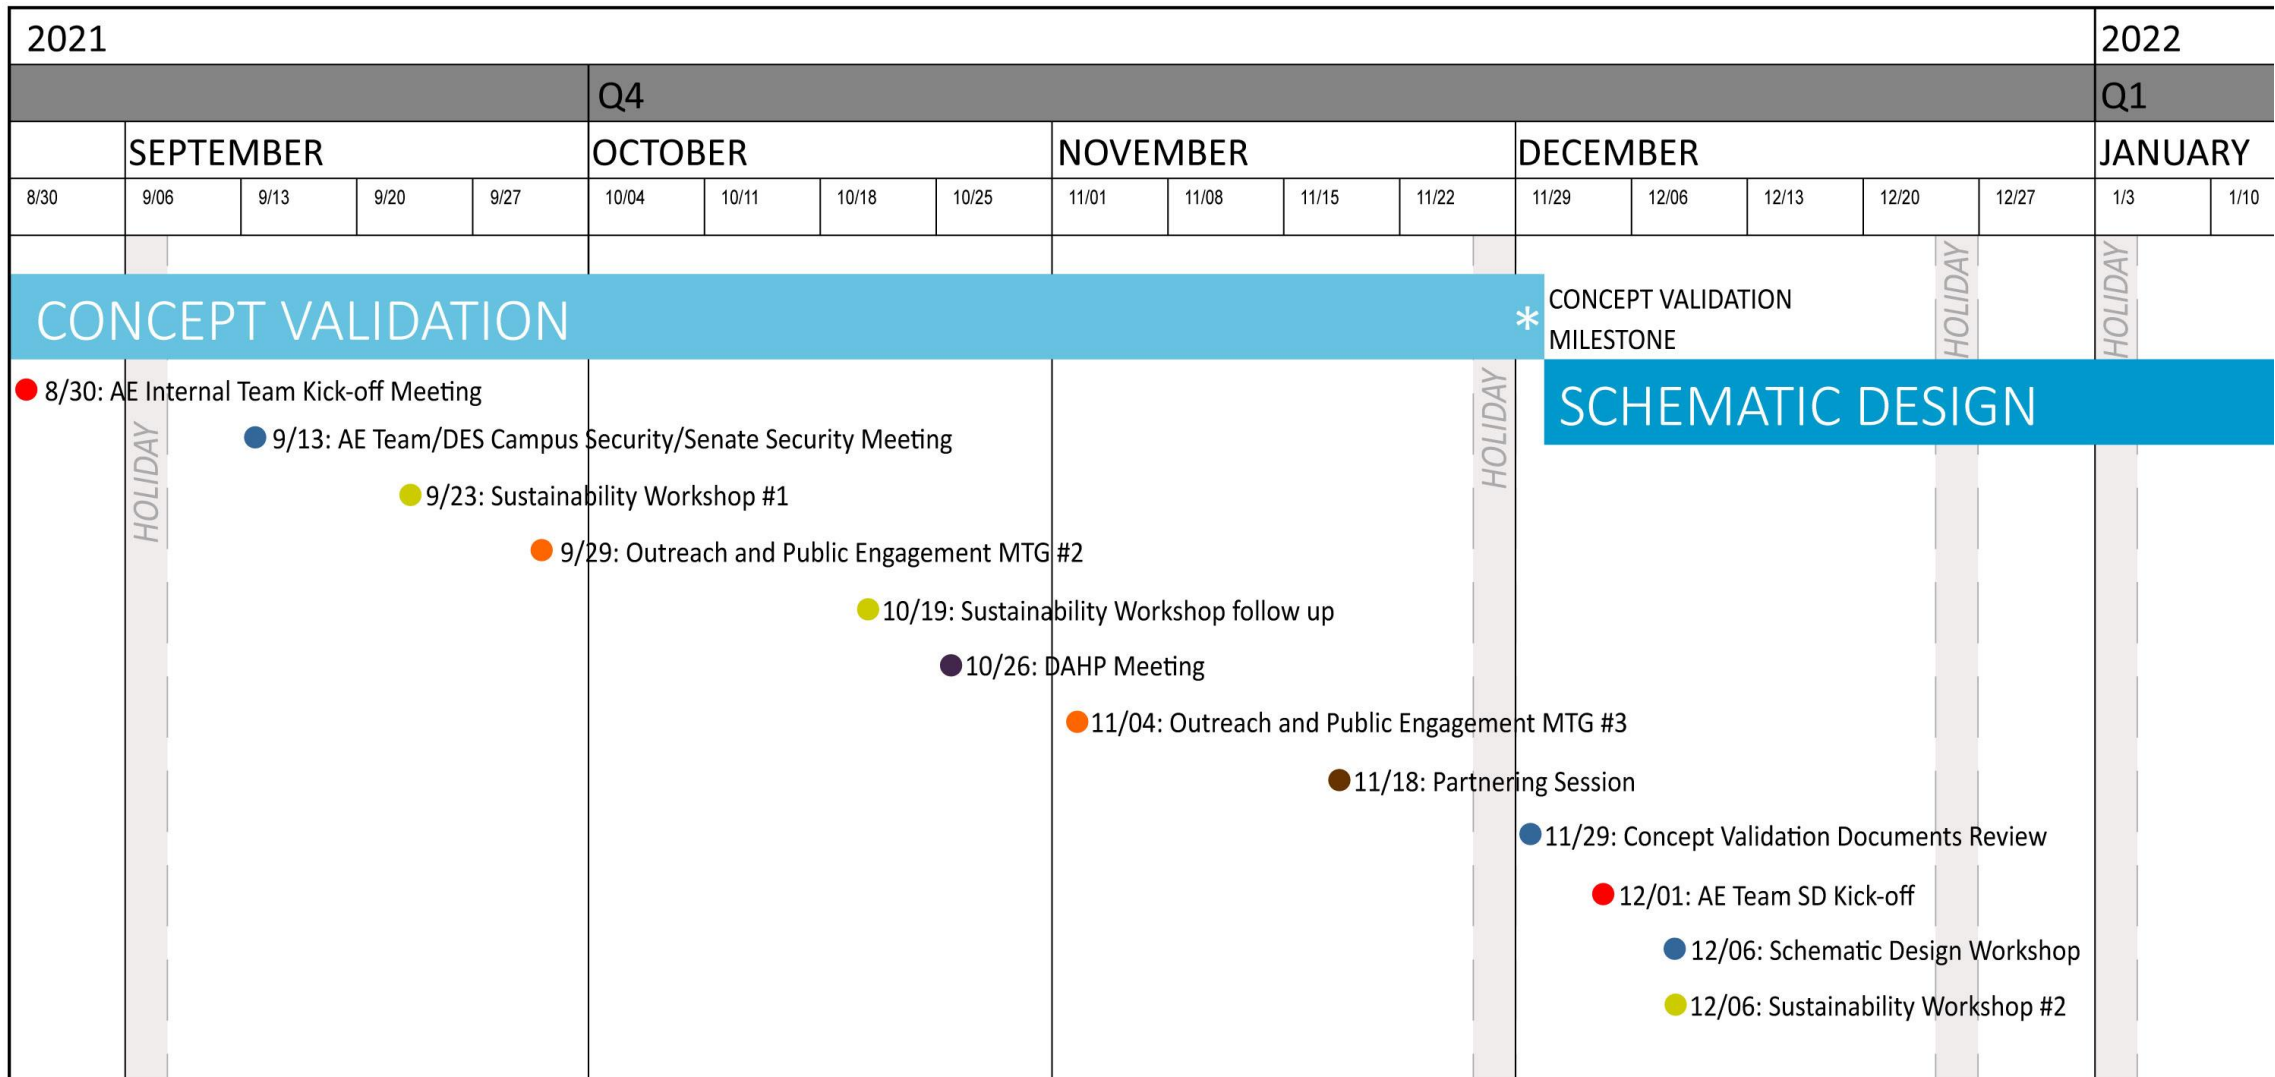 2021 2022
Q4 Q1
SEPTEMBER OCTOBER NOVEMBER DECEMBER JANUARY
8/30 9/06 9/13 9/20 9/27 10/04 10/11 10/18 10/25 11/01 11/08 11/15 11/22 11/29 12/06 12/13 12/20 12/27 1/3 1/10
CONCEPT VALIDATION
*
CONCEPT VALIDATION
MILESTONE
SCHEMATIC DESIGN
HOLIDAY
HOLIDAY
HOLIDAY
HOLIDAY
8/30: AE Internal Team Kick-off Meeting
9/13: AE Team/DES Campus Security/Senate Security Meeting
9/23: Sustainability Workshop #1
9/29: Outreach and Public Engagement MTG #2
10/19: Sustainability Workshop follow up
10/26: DAHP Meeting
11/04: Outreach and Public Engagement MTG #3
11/18: Partnering Session
11/29: Concept Validation Documents Review
12/01: AE Team SD Kick-off
12/06: Schematic Design Workshop
12/06: Sustainability Workshop #2